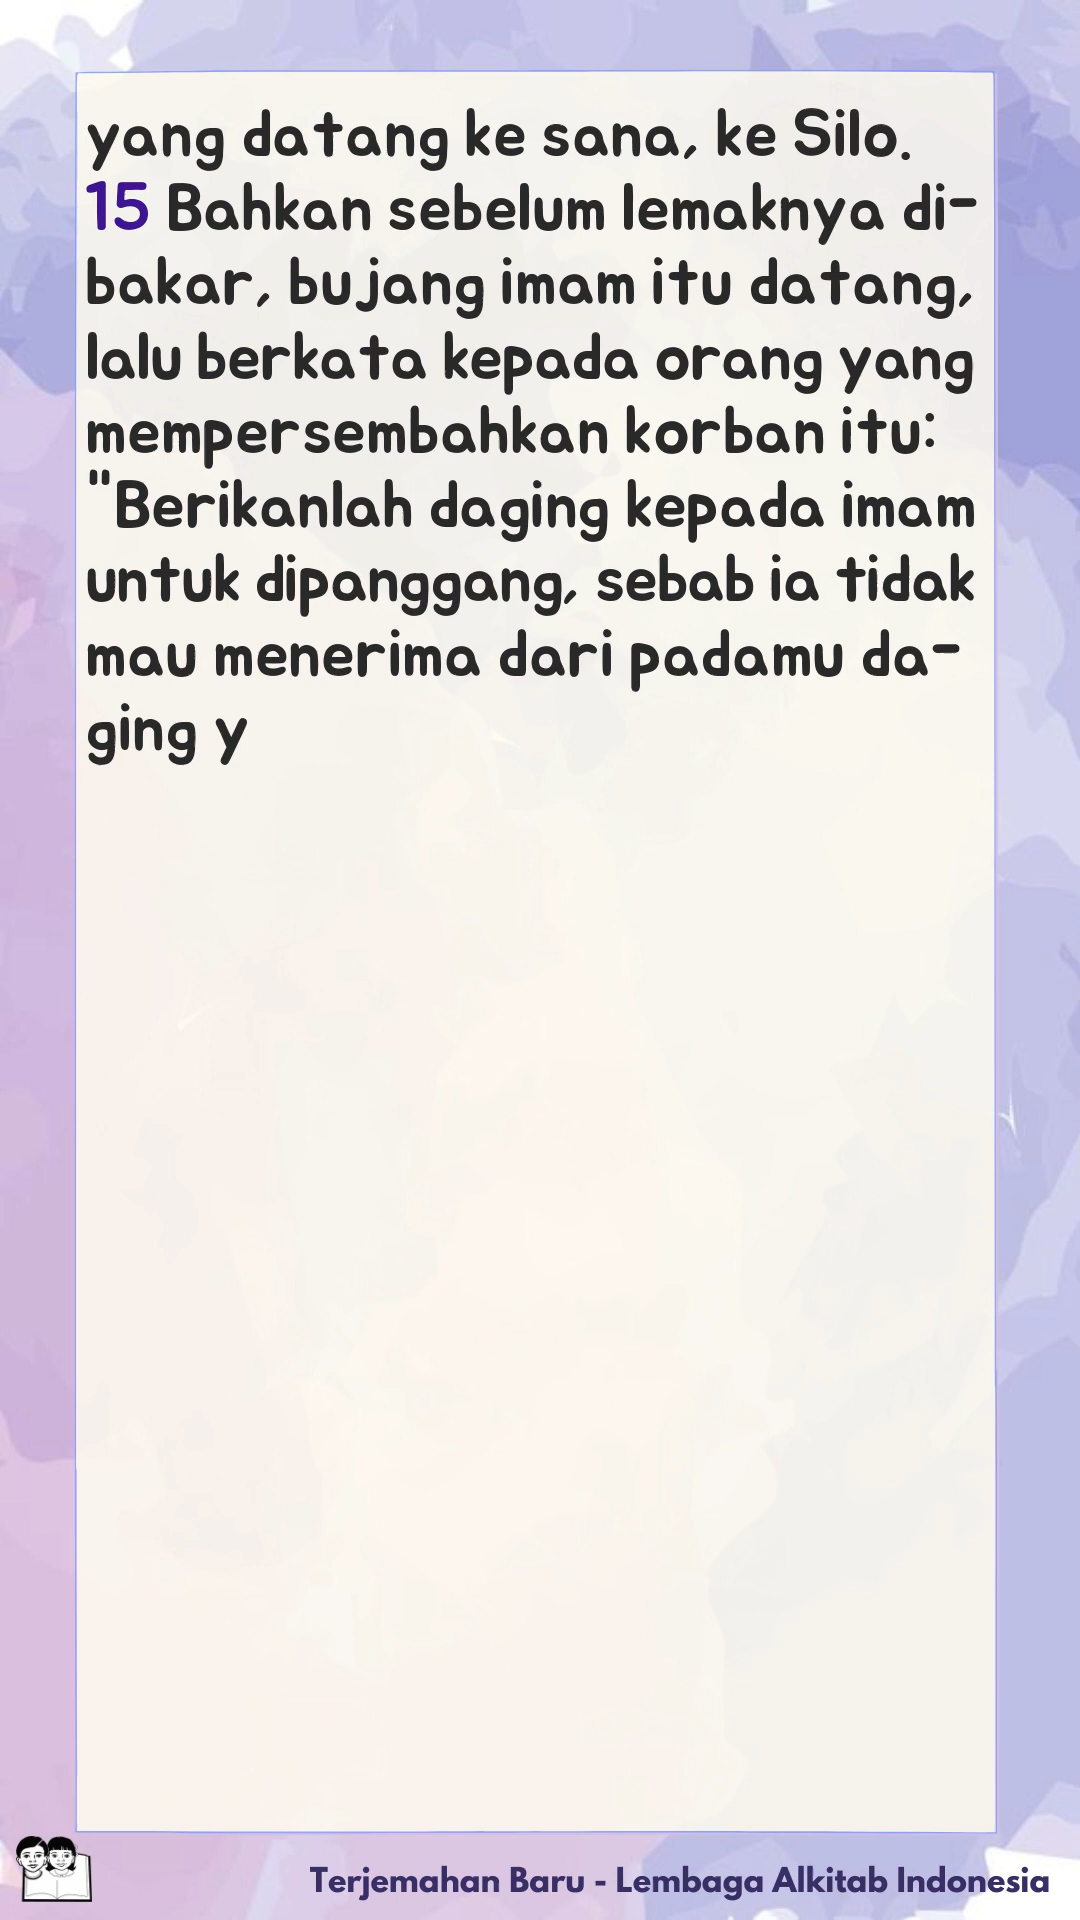 yang datang ke sana, ke Silo.
15 Bahkan sebelum lemaknya di-
bakar, bujang imam itu datang,
lalu berkata kepada orang yang
mempersembahkan korban itu:
"Berikanlah daging kepada imam
untuk dipanggang, sebab ia tidak
mau menerima dari padamu da-
ging y
Terjemahan Baru - Lembaga Alkitab Indonesia